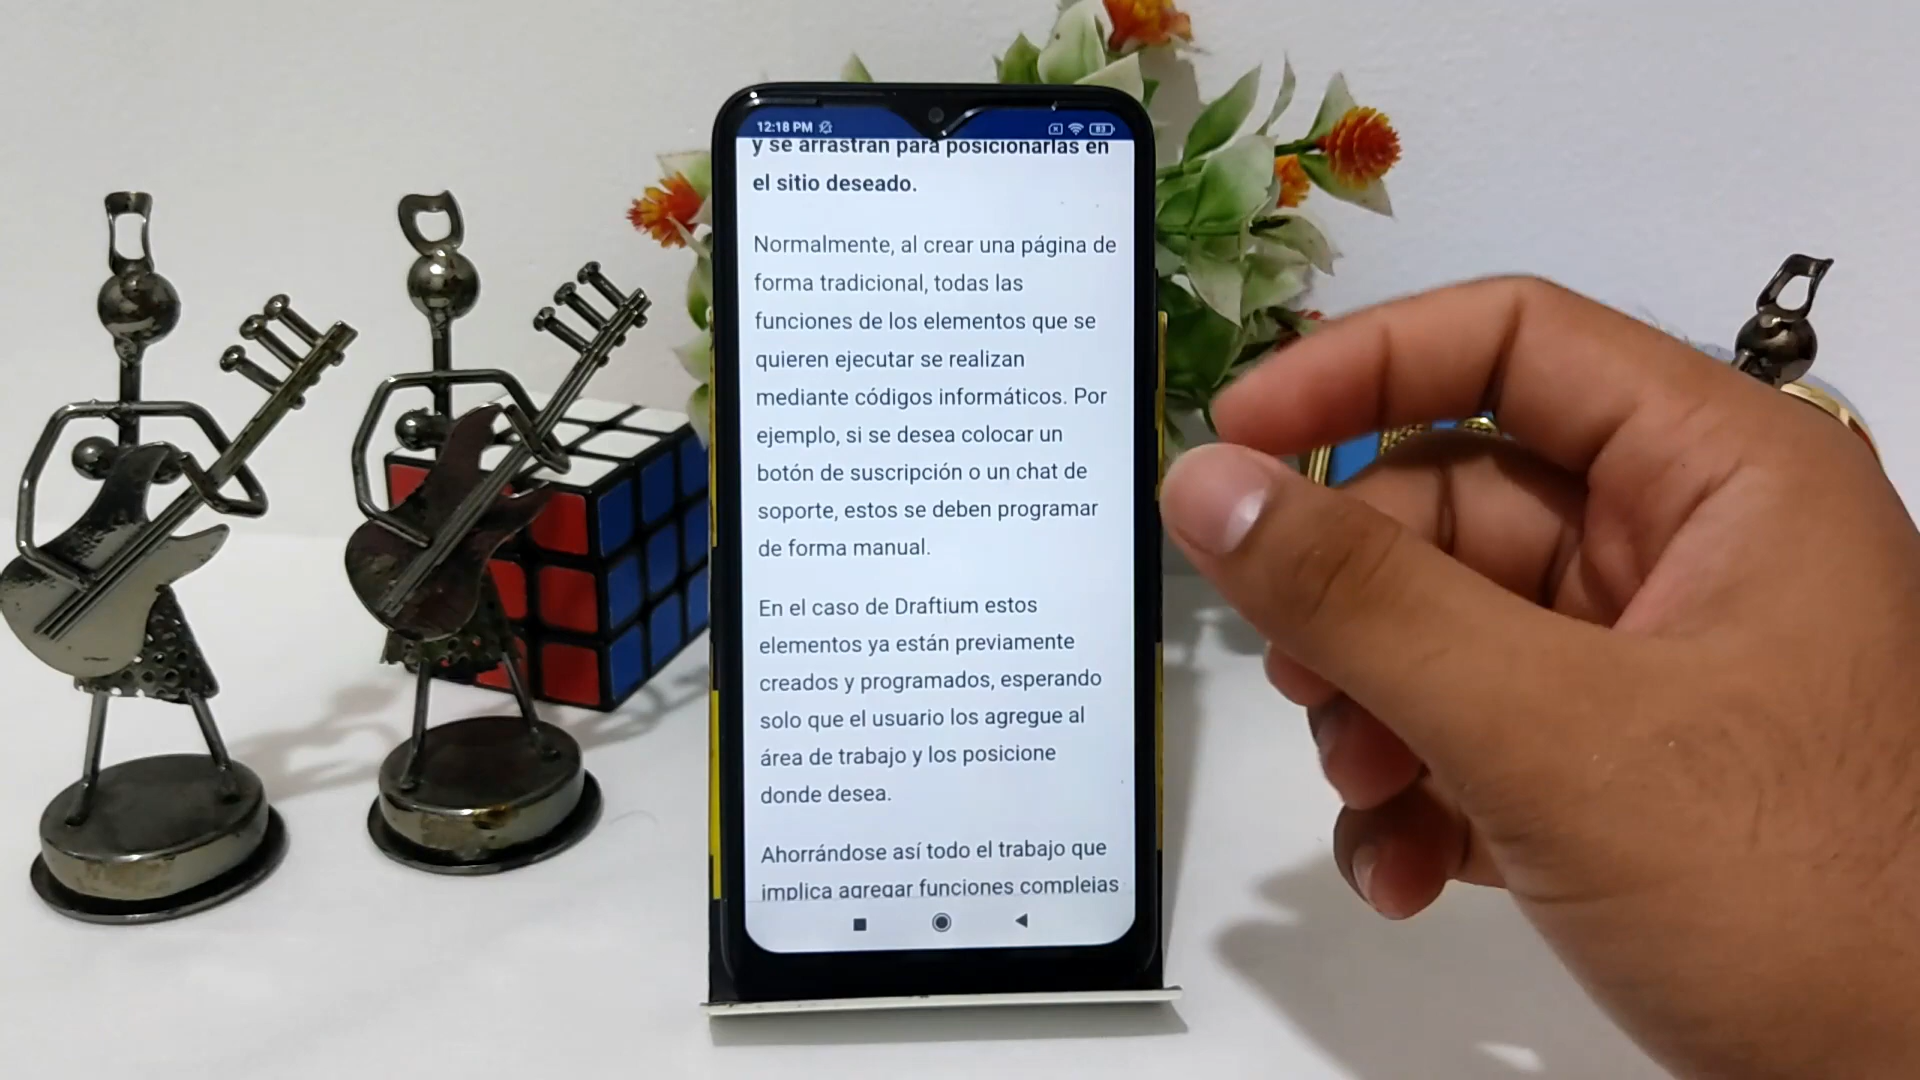 12:18 PM
83
y se arrastran para posicionarlas en
el sitio deseado.
Normalmente, al crear una página de
forma tradicional, todas las
funciones de los elementos que se
quieren ejecutar se realizan
mediante códigos informáticos. Por
ejemplo, si se desea colocar un
botón de suscripción o un chat de
soporte, estos se deben programar
de forma manual.
En el caso de Draftium estos
elementos ya están previamente
creados y programados, esperando
solo que el usuario los agregue al
área de trabajo y los posicione
donde desea.
Ahorrándose así todo el trabajo que
implica agregar funciones complejas